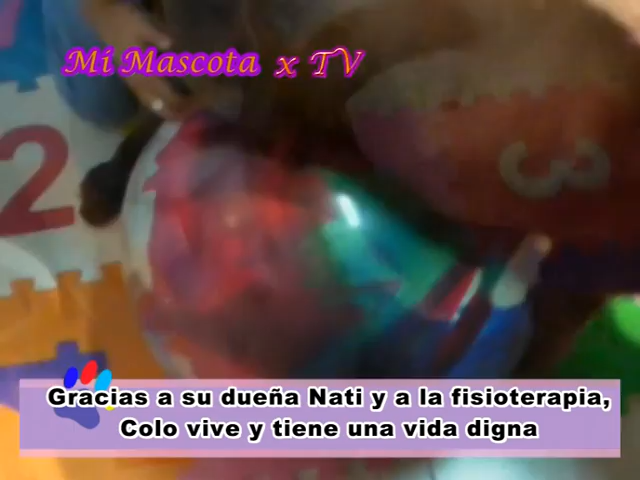 Mi Mascota x TV
2
3
Gracias a su dueña Nati y a la fisioterapia,
Colo vive y tiene una vida digna